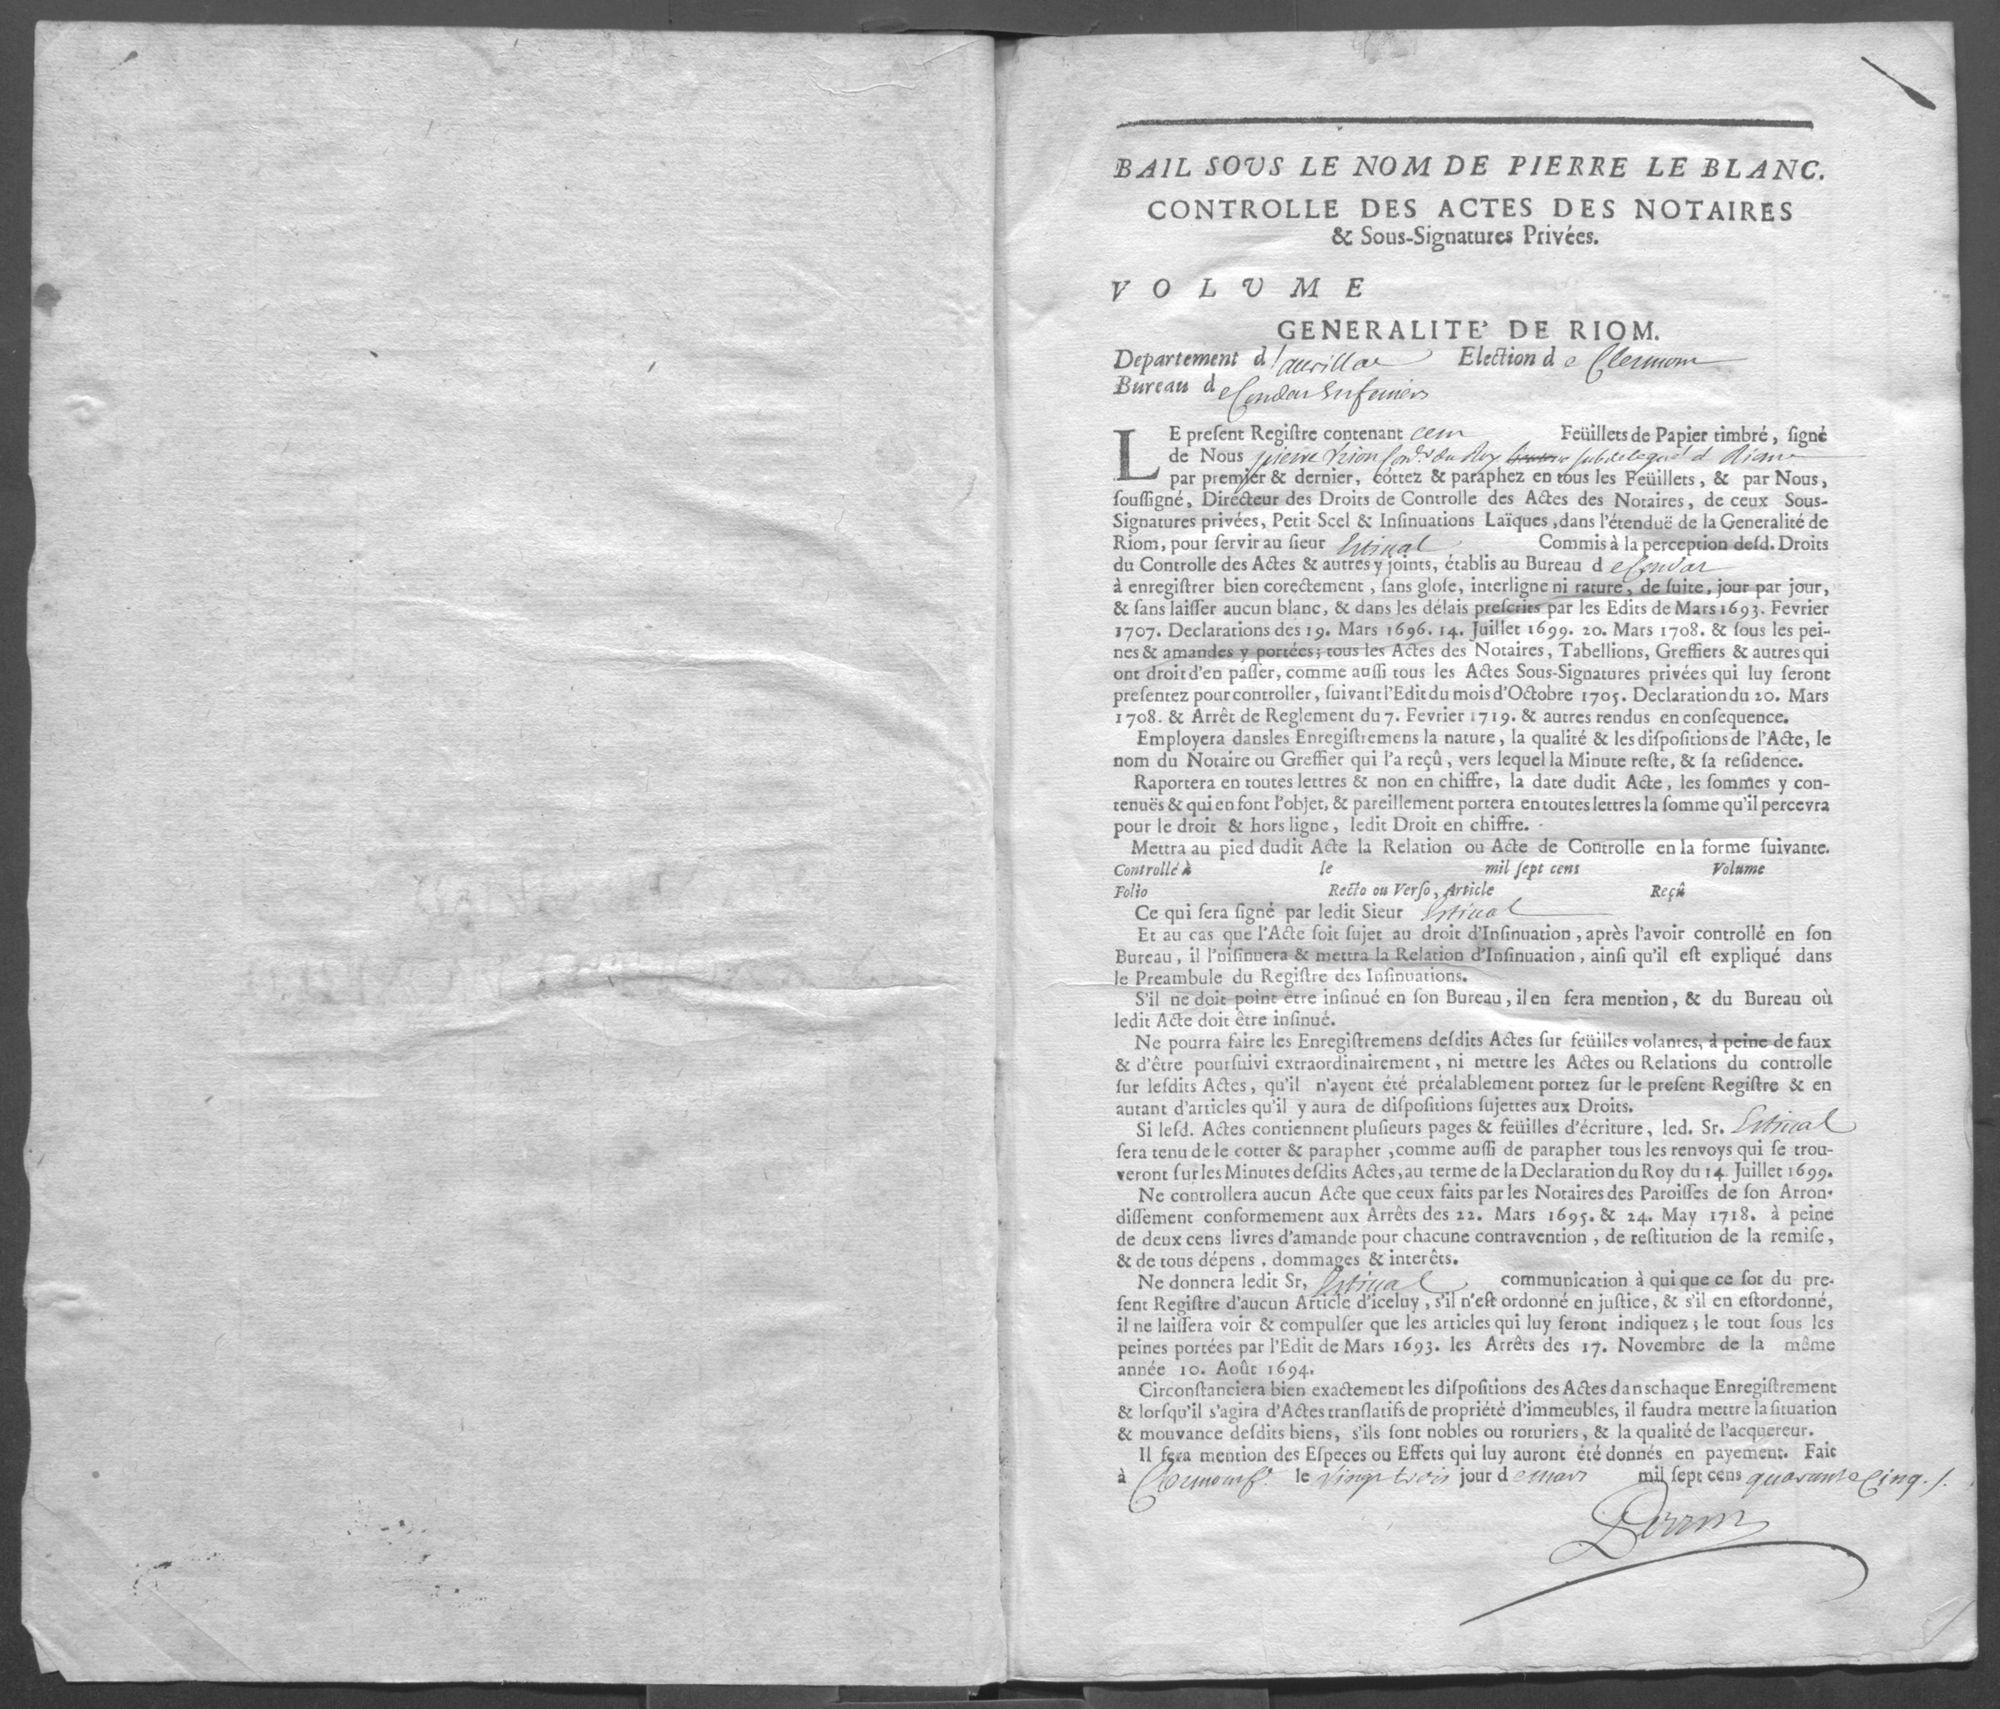 BAIL SOUS LE NOM DE PIERRE LE BLANC.
CONTROLLE DES ACTES DES NOTAIRES
& Sous-Signatures Privées.
VOLUME
GENERALITE' DE RIOM.
Departement d'aurillac Election de Clermont
Bureau de Condat en feniers
LE preſent Regiſtre contenant cent Feüillets de Papier timbré, ſigné
de Nous pierre du Roy ſubdelegué d
par premier & dernier, cottez & paraphez en tous les Feüillets, & par Nous,
ſouſſigné, Directeur des Droits de Controlle des Actes des Notaires, de ceux Sous-
Signatures privées, Petit Scel & Inſinuations Laïques, dans l'étenduë de la Generalité de
Riom, pour ſervir au ſieur Estival Commis à la perception deſd. Droits
du Controlle des Actes & autres y joints, établis au Bureau de Condat
à enregiſtrer bien corectement, ſans gloſe, interligne ni rature, de ſuite, jour par jour,
& ſans laiſſer aucun blanc, & dans les délais preſcrits par les Edits de Mars 1693. Fevrier
1707. Declarations des 19. Mars 1696. 14. Juillet 1699. 20. Mars 1708. & ſous les pei-
nes & amandes y portées; tous les Actes des Notaires, Tabellions, Greffiers & autres qui
ont droit d'en paſſer, comme auſſi tous les Actes Sous-Signatures privées qui luy ſeront
preſentez pour controller, ſuivant l'Edit du mois d'Octobre 1705. Declaration du 20. Mars
1708. & Arrêt de Reglement du 7. Fevrier 1719. & autres rendus en conſequence.
Employera dansles Enregiſtremens la nature, la qualité & les diſpoſitions de l'Acte, le
nom du Notaire ou Greffier qui l'a reçû, vers lequel la Minute reſte, & ſa reſidence.
Raportera en toutes lettres & non en chiffre, la date dudit Acte, les ſommes y con-
tenuës & qui en font l'objet, & pareillement portera en toutes lettres la ſomme qu'il percevra
pour le droit & hors ligne, ledit Droit en chiffre.
Mettra au pied dudit Acte la Relation ou Acte de Controlle en la forme ſuivante.
Controllé à le mil ſept cens Volume
Folio Recto ou Verſo, Article Reçû
Ce qui ſera ſigné par ledit Sieur Estival
Et au cas que l'Acte ſoit ſujet au droit d'Inſinuation, après l'avoir controllé en ſon
Bureau, il l'niſinuera & mettra la Relation d'Inſinuation, ainſi qu'il eſt expliqué dans
le Preambule du Regiſtre des Inſinuations.
S'il ne doit point être inſinué en ſon Bureau, il en ſera mention, & du Bureau où
ledit Acte doit être inſinué.
Ne pourra faire les Enregiſtremens deſdits Actes ſur feüilles volantes, à peine de faux
& d'être pourſuivi extraordinairement, ni mettre les Actes ou Relations du controlle
ſur leſdits Actes, qu'il n'ayent été préalablement portez ſur le preſent Regiſtre & en
autant d'articles qu'il y aura de diſpoſitions ſujettes aux Droits.
Si leſd. Actes contiennent pluſieurs pages & feüilles d'écriture, led. Sr. Estival
ſera tenu de le cotter & parapher, comme auſſi de parapher tous les renvoys qui ſe trou-
veront ſur les Minutes deſdits Actes, au terme de la Declaration du Roy du 14. Juillet 1699.
Ne controllera aucun Acte que ceux faits par les Notaires des Paroiſſes de ſon Arron-
diſſement conformement aux Arrêts des 22. Mars 1695. & 24. May 1718. à peine
de deux cens livres d'amande pour chacune contravention, de reſtitution de la remiſe,
& de tous dépens, dommages & interêts.
Ne donnera ledit Sr, Estival communication à qui que ce ſot du pre-
ſent Regiſtre d'aucun Article d'iceluy, s'il n'eſt ordonné en juſtice, & s'il en eſtordonné,
il ne laiſſera voir & compulſer que les articles qui luy ſeront indiquez; le tout ſous les
peines portées par l'Edit de Mars 1693. les Arrêts des 17. Novembre de la même
année 10. Août 1694.
Circonſtanciera bien exactement les diſpoſitions des Actes danschaque Enregiſtrement
& lorſqu'il s'agira d'Actes tranſlatifs de propriété d'immeubles, il faudra mettre la ſituation
& mouvance deſdits biens, s'ils ſont nobles ou roturiers, & la qualité de l'acquereur.
Il ſera mention des Eſpeces ou Effets qui luy auront été donnés en payement. Fait
à Clermont f. le vingt trois jour de mars mil ſept cens quarante Cinq./.
Perrin